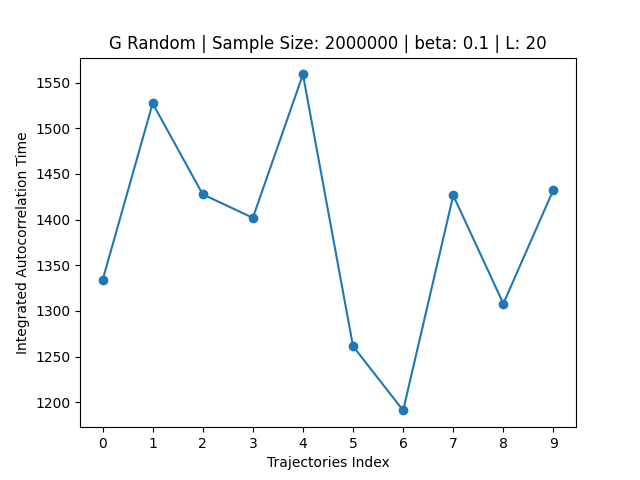 G Random | Sample Size: 2000000 | beta: 0.1 | L: 20
Integrated Autocorrelation Time
1550
1500
1450
1400
1350
1300
1250
1200
0 1 2 3 4 5 6 7 8 9
Trajectories Index